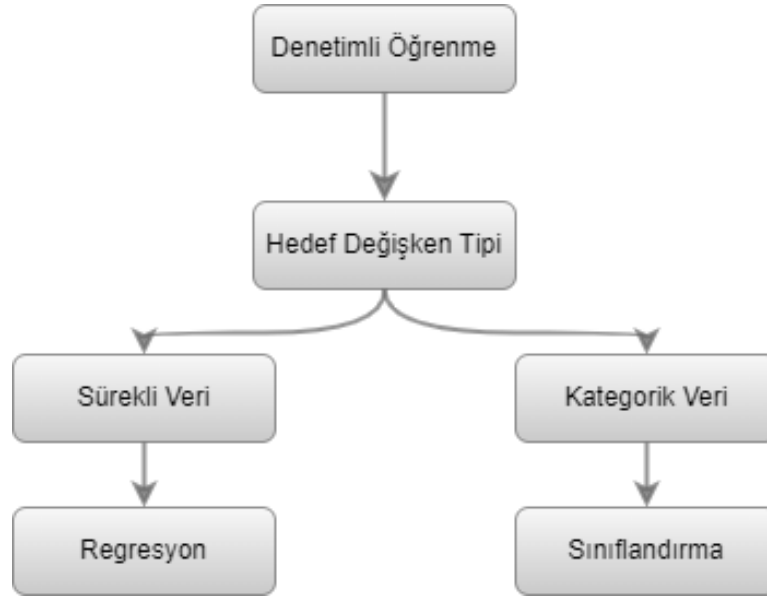 Denetimli Öğrenme
Hedef Değişken Tipi
Sürekli Veri
Kategorik Veri
Regresyon
Sınıflandırma